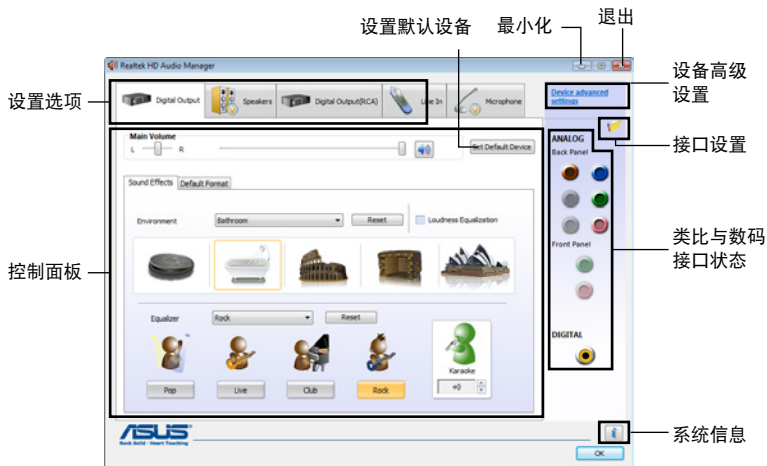 设置默认设备
最小化
退出
Realtek HD Audio Manager
设置选项
Digital Output
Speakers
Digital Output(RCA)
Line In
Microphone
Device advanced
settings
设备高级
设置
接口设置
Main Volume
L
R
Set Default Device
ANALOG
Back Panel
Sound Effects
Default Format
Environment
Bathroom
Reset
Loudness Equalization
控制面板
Front Panel
类比与数码
接口状态
Equalizer
Rock
Reset
DIGITAL
Karaoke
Pop
Live
Club
Rock
+0
ASUS
Rock Solid · Heart Touching
i
系统信息
OK